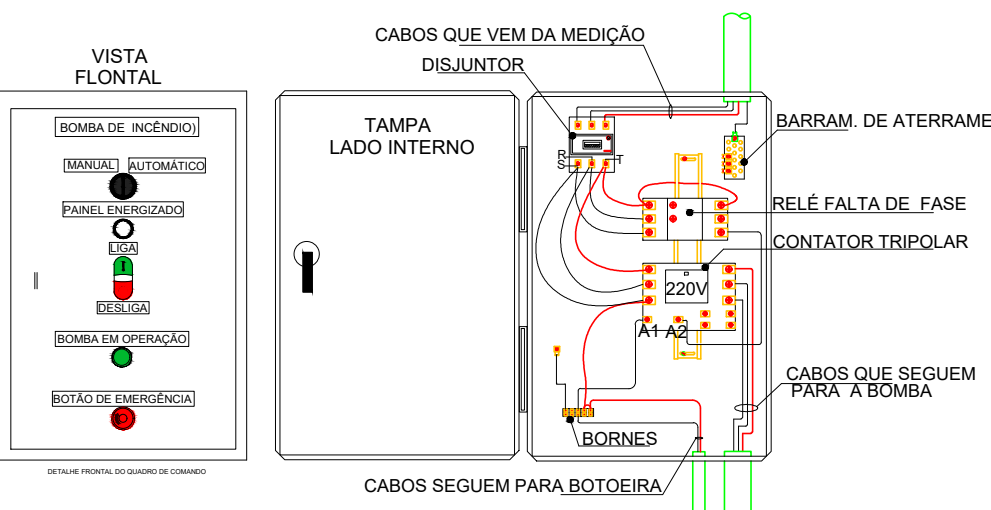 VISTA
FLONTAL
BOMBA DE INCÊNDIO)
MANUAL
AUTOMÁTICO
PAINEL ENERGIZADO
LIGA
DESLIGA
BOMBA EM OPERAÇÃO
BOTÃO DE EMERGÊNCIA
DETALHE FRONTAL DO QUADRO DE COMANDO
TAMPA
LADO INTERNO
CABOS QUE VEM DA MEDIÇÃO
DISJUNTOR
R
S
T
BARRAM. DE ATERRAME
RELÉ FALTA DE FASE
CONTATOR TRIPOLAR
220V
A1 A2
CABOS QUE SEGUEM
PARA A BOMBA
BORNES
CABOS SEGUEM PARA BOTOEIRA